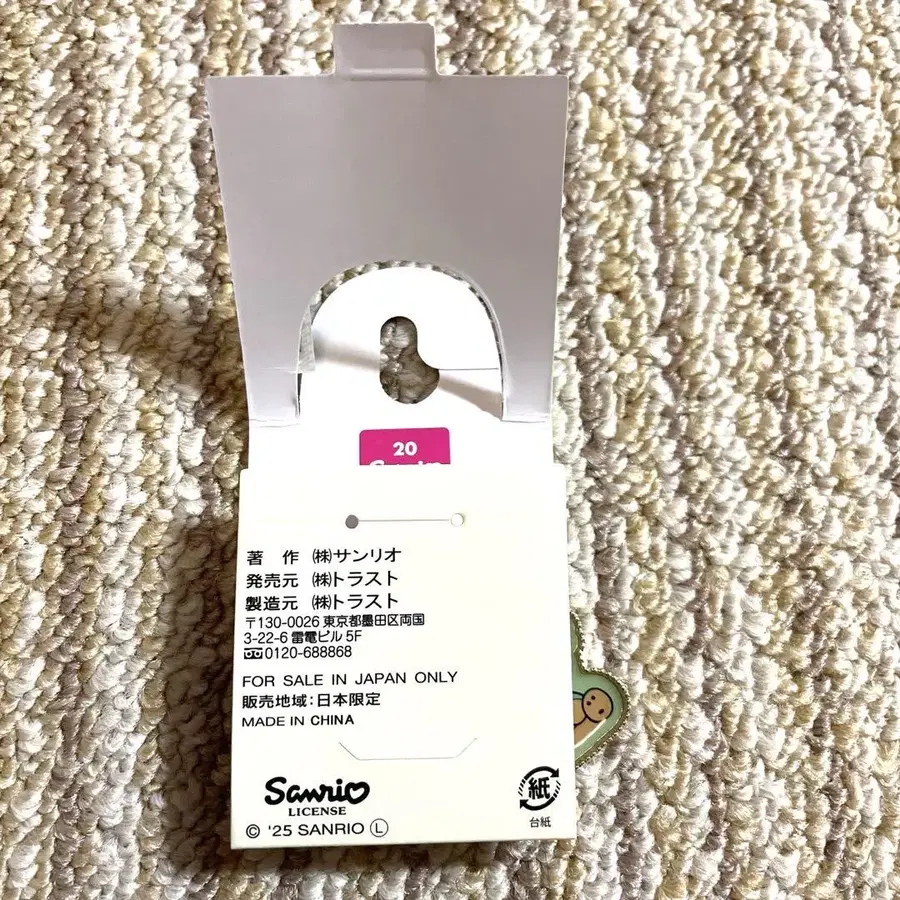 20
著 作 ㈱サンリオ
発売元 ㈱トラスト
製造元 ㈱トラスト
〒130-0026 東京都墨田区両国
3-22-6 雷電ビル 5F
0120-688868
FOR SALE IN JAPAN ONLY
販売地域：日本限定
MADE IN CHINA
Sanrio
LICENSE
© '25 SANRIO Ⓛ
紙
台紙